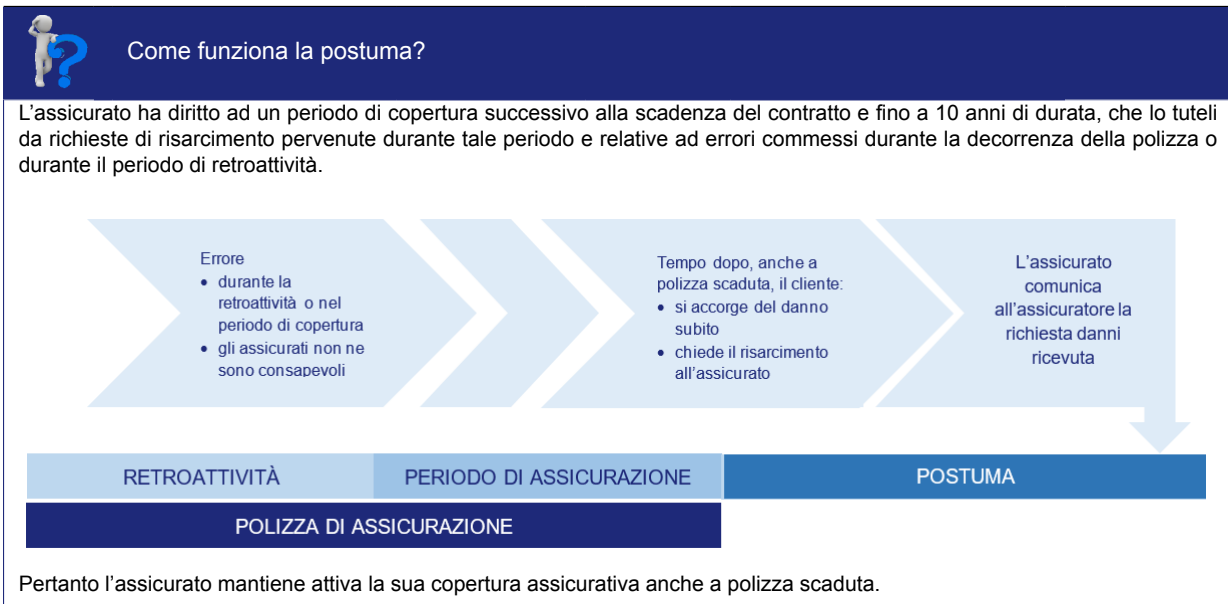 Come funziona la postuma?
L’assicurato ha diritto ad un periodo di copertura successivo alla scadenza del contratto e fino a 10 anni di durata, che lo tuteli
da richieste di risarcimento pervenute durante tale periodo e relative ad errori commessi durante la decorrenza della polizza o
durante il periodo di retroattività.
Errore
• durante la
retroattività o nel
periodo di copertura
• gli assicurati non ne
sono consapevoli
Tempo dopo, anche a
polizza scaduta, il cliente:
• si accorge del danno
subito
• chiede il risarcimento
all’assicurato
L’assicurato
comunica
all’assicuratore la
richiesta danni
ricevuta
RETROATTIVITÀ
PERIODO DI ASSICURAZIONE
POSTUMA
POLIZZA DI ASSICURAZIONE
Pertanto l’assicurato mantiene attiva la sua copertura assicurativa anche a polizza scaduta.